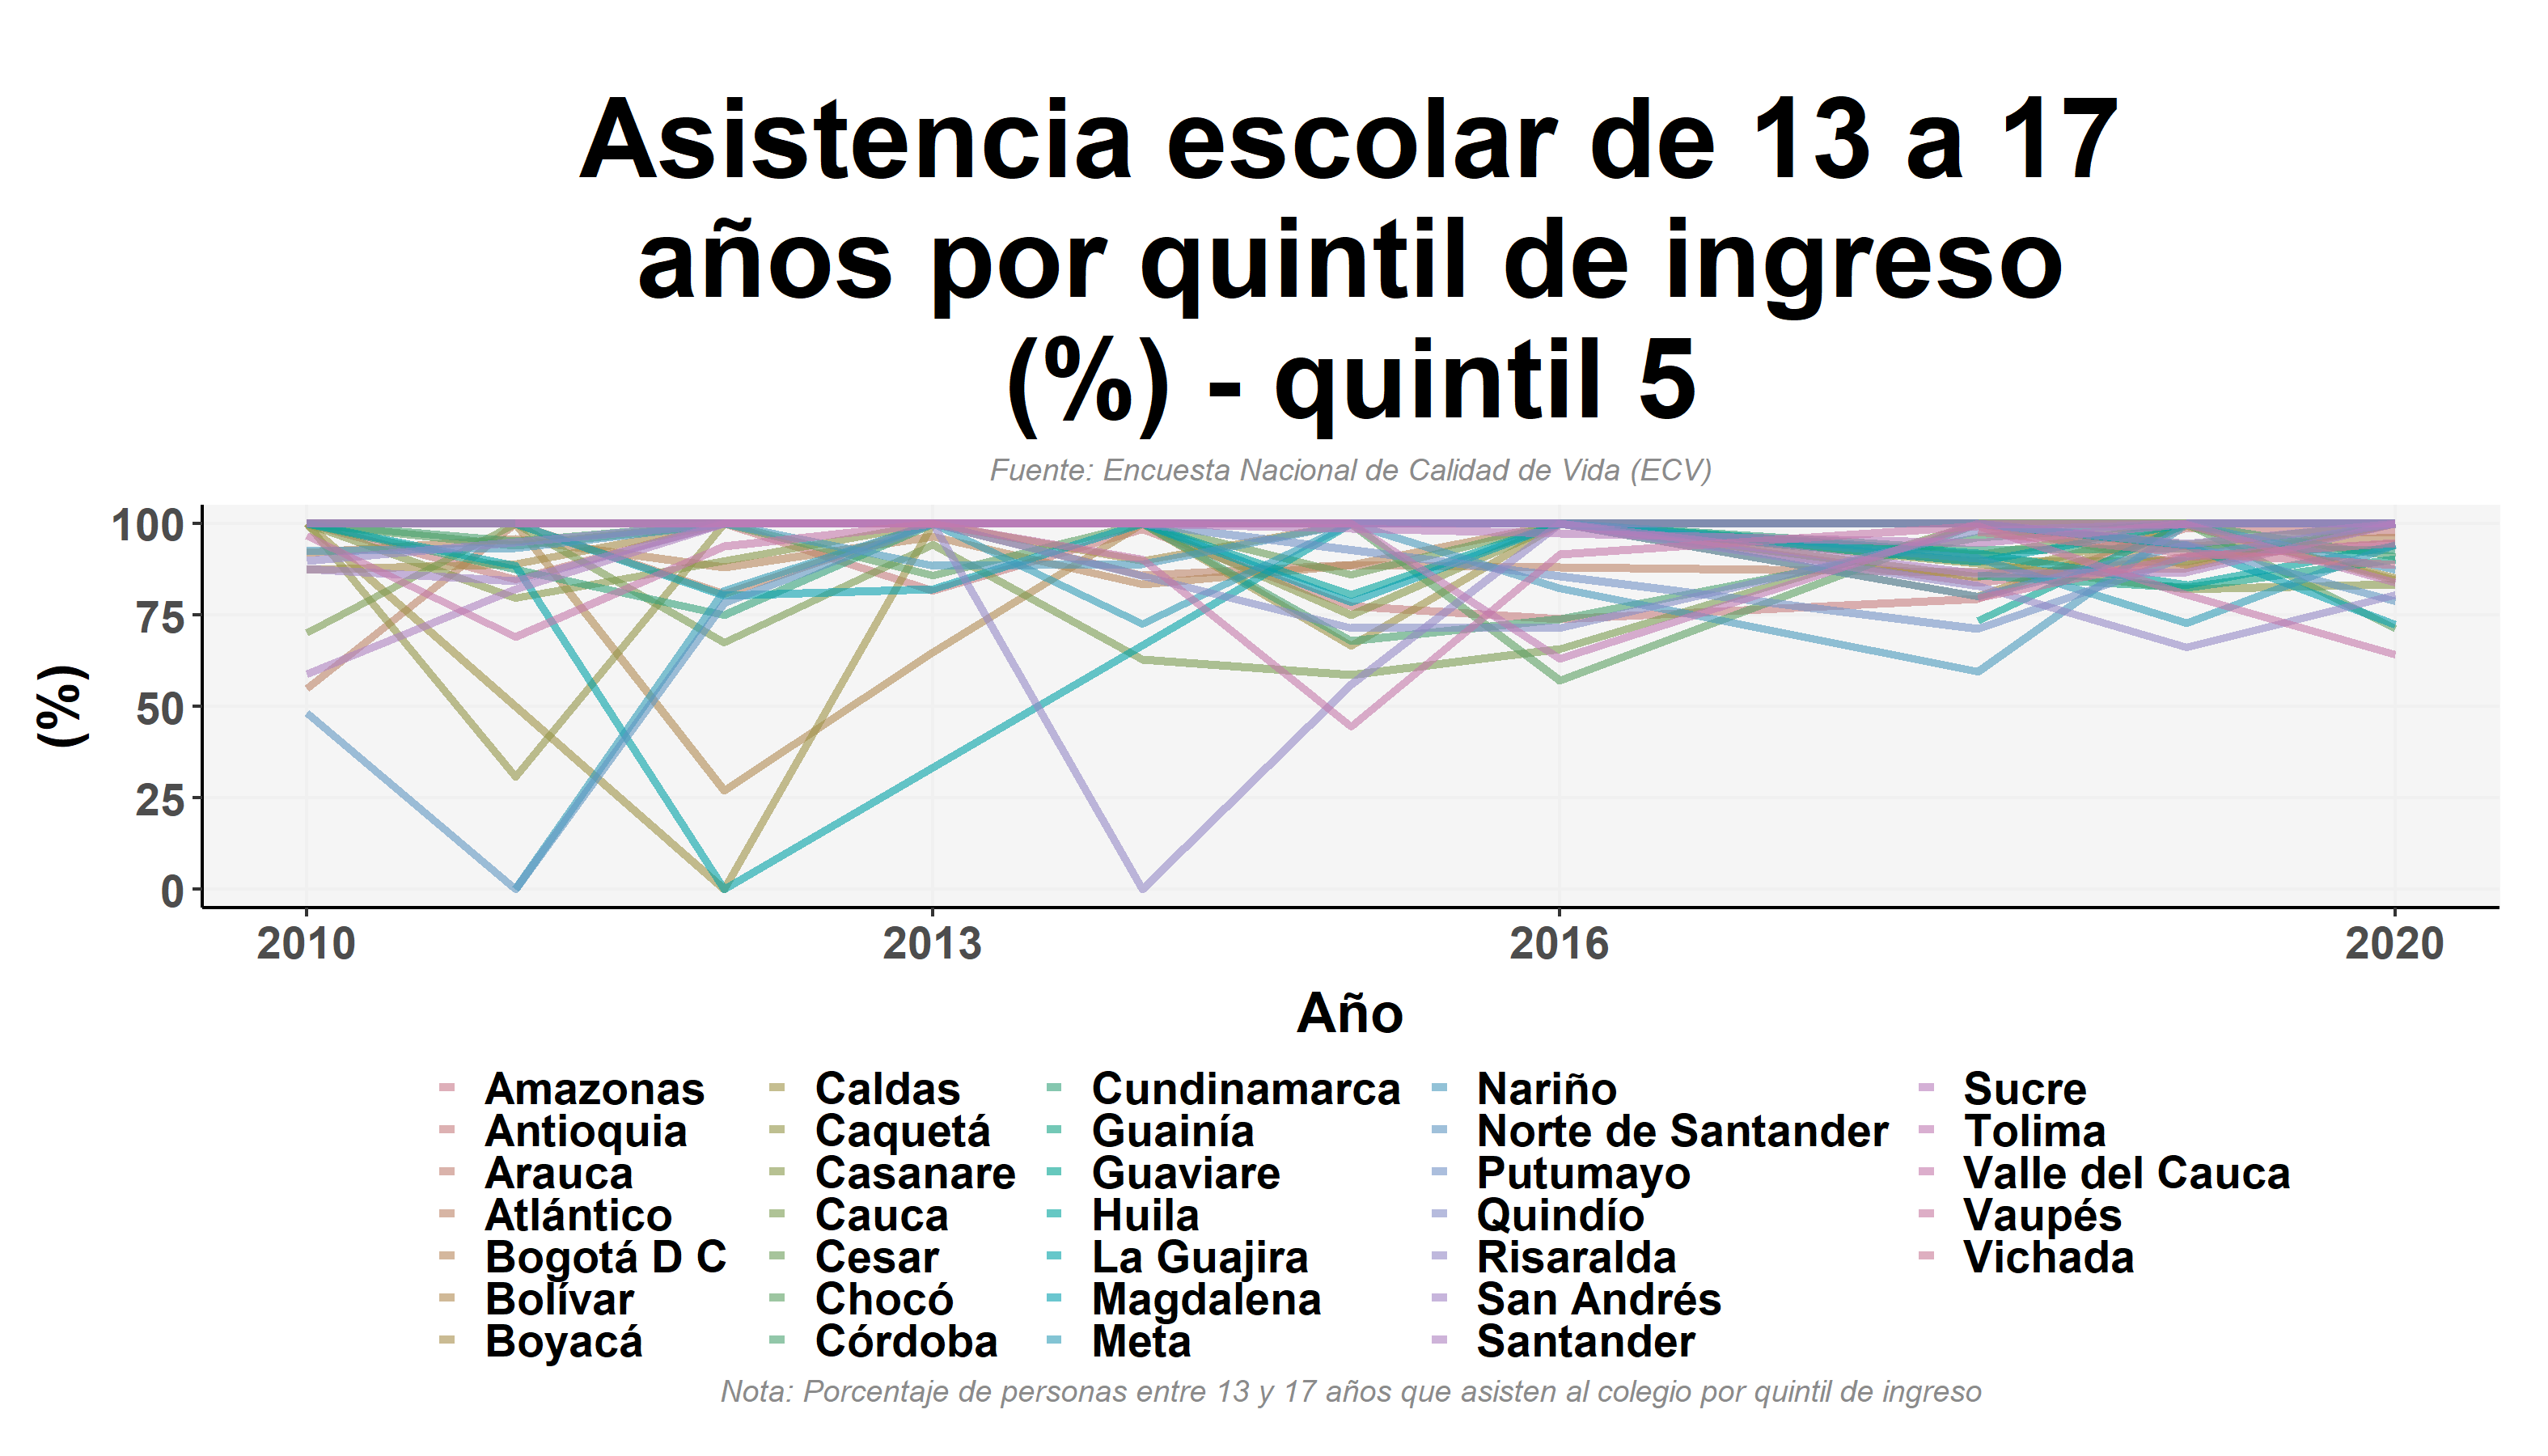 Asistencia escolar de 13 a 17
años por quintil de ingreso
(%) - quintil 5
Fuente: Encuesta Nacional de Calidad de Vida (ECV)
100
75
50
25
0
(%)
2010 2013 2016 2020
Año
Amazonas Caldas Cundinamarca Nariño Sucre
Antioquia Caquetá Guainía Norte de Santander Tolima
Arauca Casanare Guaviare Putumayo Valle del Cauca
Atlántico Cauca Huila Quindío Vaupés
Bogotá D C Cesar La Guajira Risaralda Vichada
Bolívar Chocó Magdalena San Andrés
Boyacá Córdoba Meta Santander
Nota: Porcentaje de personas entre 13 y 17 años que asisten al colegio por quintil de ingreso